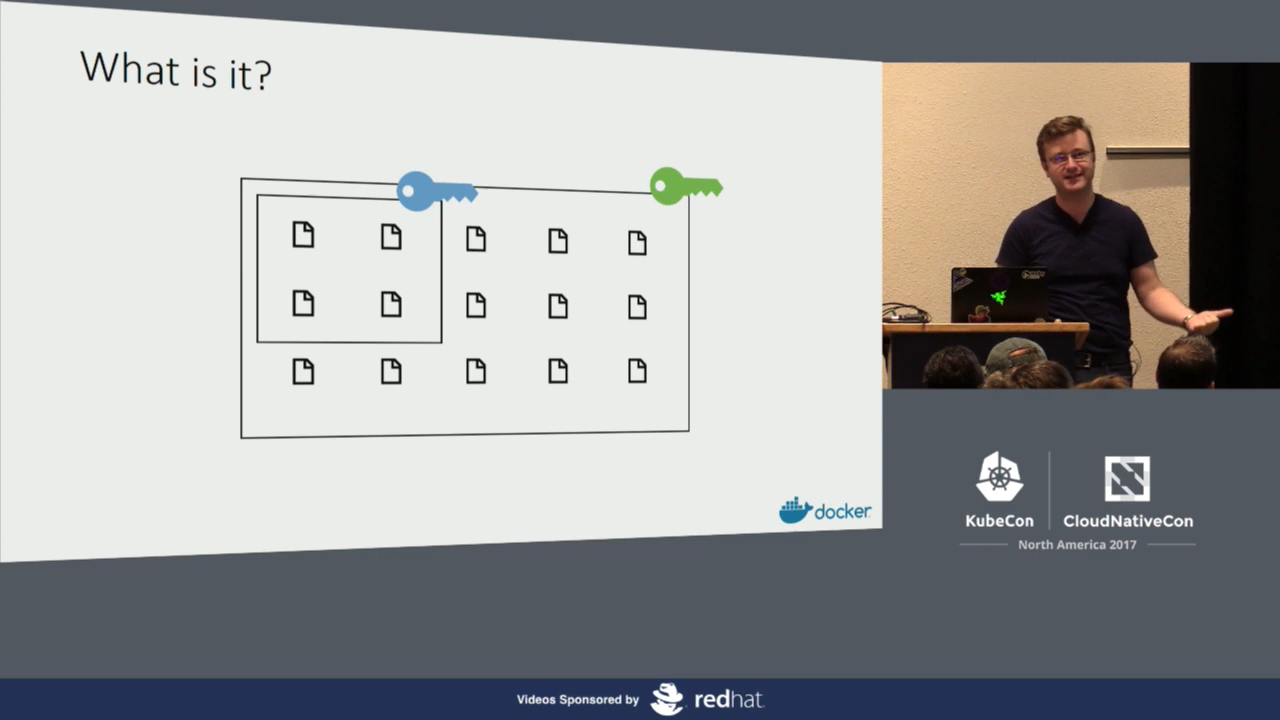 What is it?
docker
KubeCon
CloudNativeCon
North America 2017
Videos Sponsored by
redhat